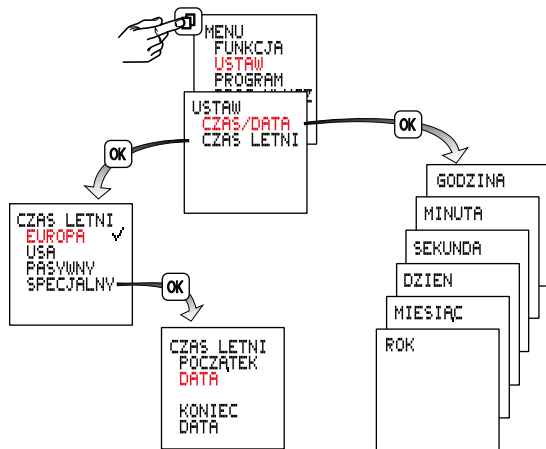 MENU
FUNKCJA
USTAW
PROGRAM
USTAW
CZAS/DATA
CZAS LETNI
OK
OK
CZAS LETNI
EUROPA ✓
USA
PASYWNY
SPECJALNY
OK
CZAS LETNI
POCZĄTEK
DATA
KONIEC
DATA
GODZINA
MINUTA
SEKUNDA
DZIEN
MIESIĄC
ROK